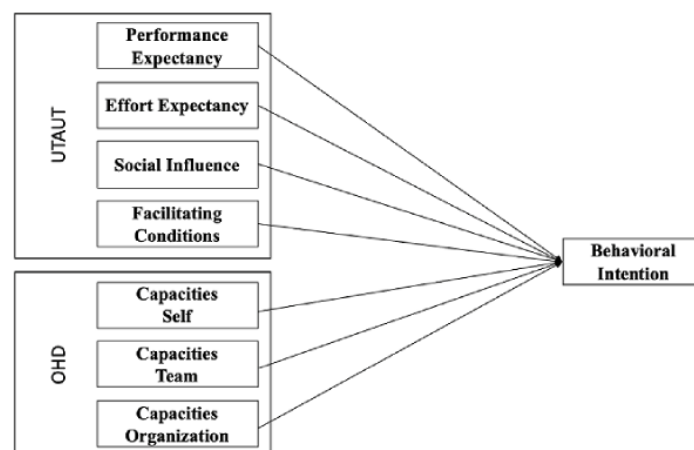 UTAUT
Performance
Expectancy
Effort Expectancy
Social Influence
Facilitating
Conditions
Behavioral
Intention
OHD
Capacities
Self
Capacities
Team
Capacities
Organization